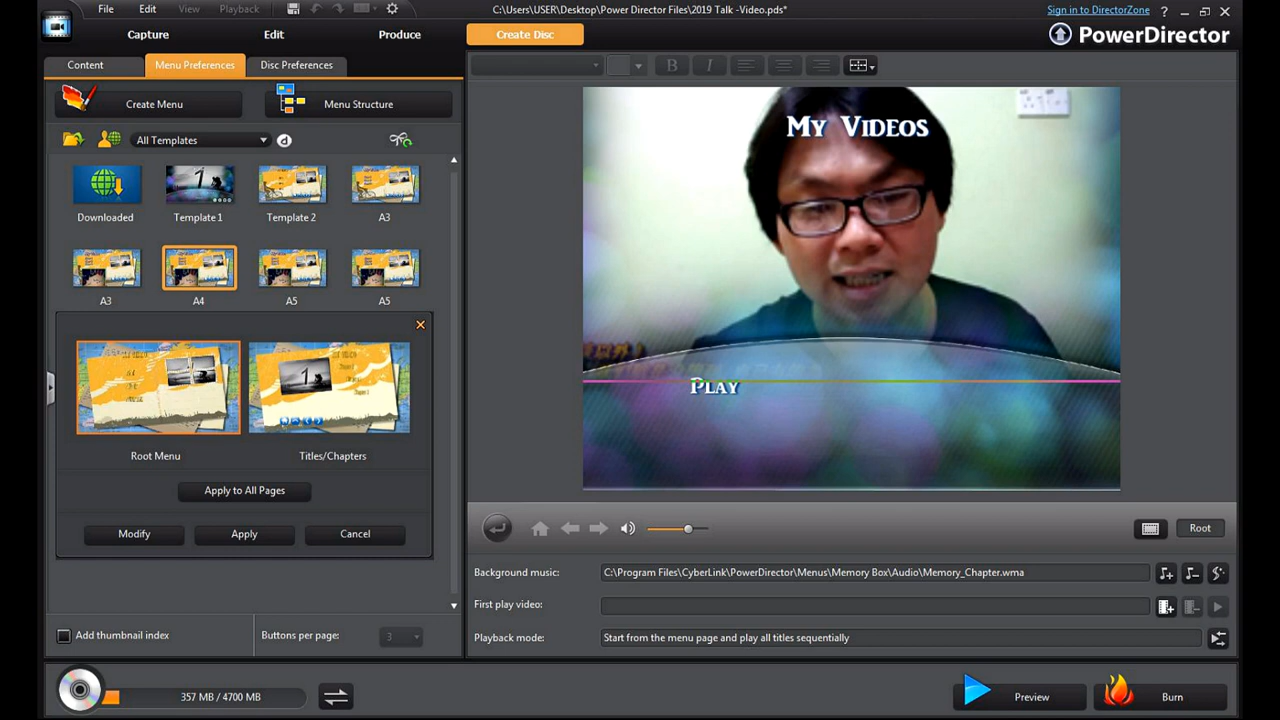 File Edit View Playback
C:\Users\USER\Desktop\Power Director Files\2019 Talk -Video.pds*
Sign in to DirectorZone ?
Capture Edit Produce Create Disc
PowerDirector
Content Menu Preferences Disc Preferences
B I
Create Menu Menu Structure
All Templates d
Downloaded Template 1 Template 2 A3
A3 A4 A5 A5
Root Menu Titles/Chapters
Apply to All Pages
Modify Apply Cancel
Add thumbnail index Buttons per page: 3
357 MB / 4700 MB
My Videos
Play
Root
Background music: C:\Program Files\CyberLink\PowerDirector\Menus\Memory Box\Audio\Memory_Chapter.wma
First play video:
Playback mode: Start from the menu page and play all titles sequentially
Preview Burn